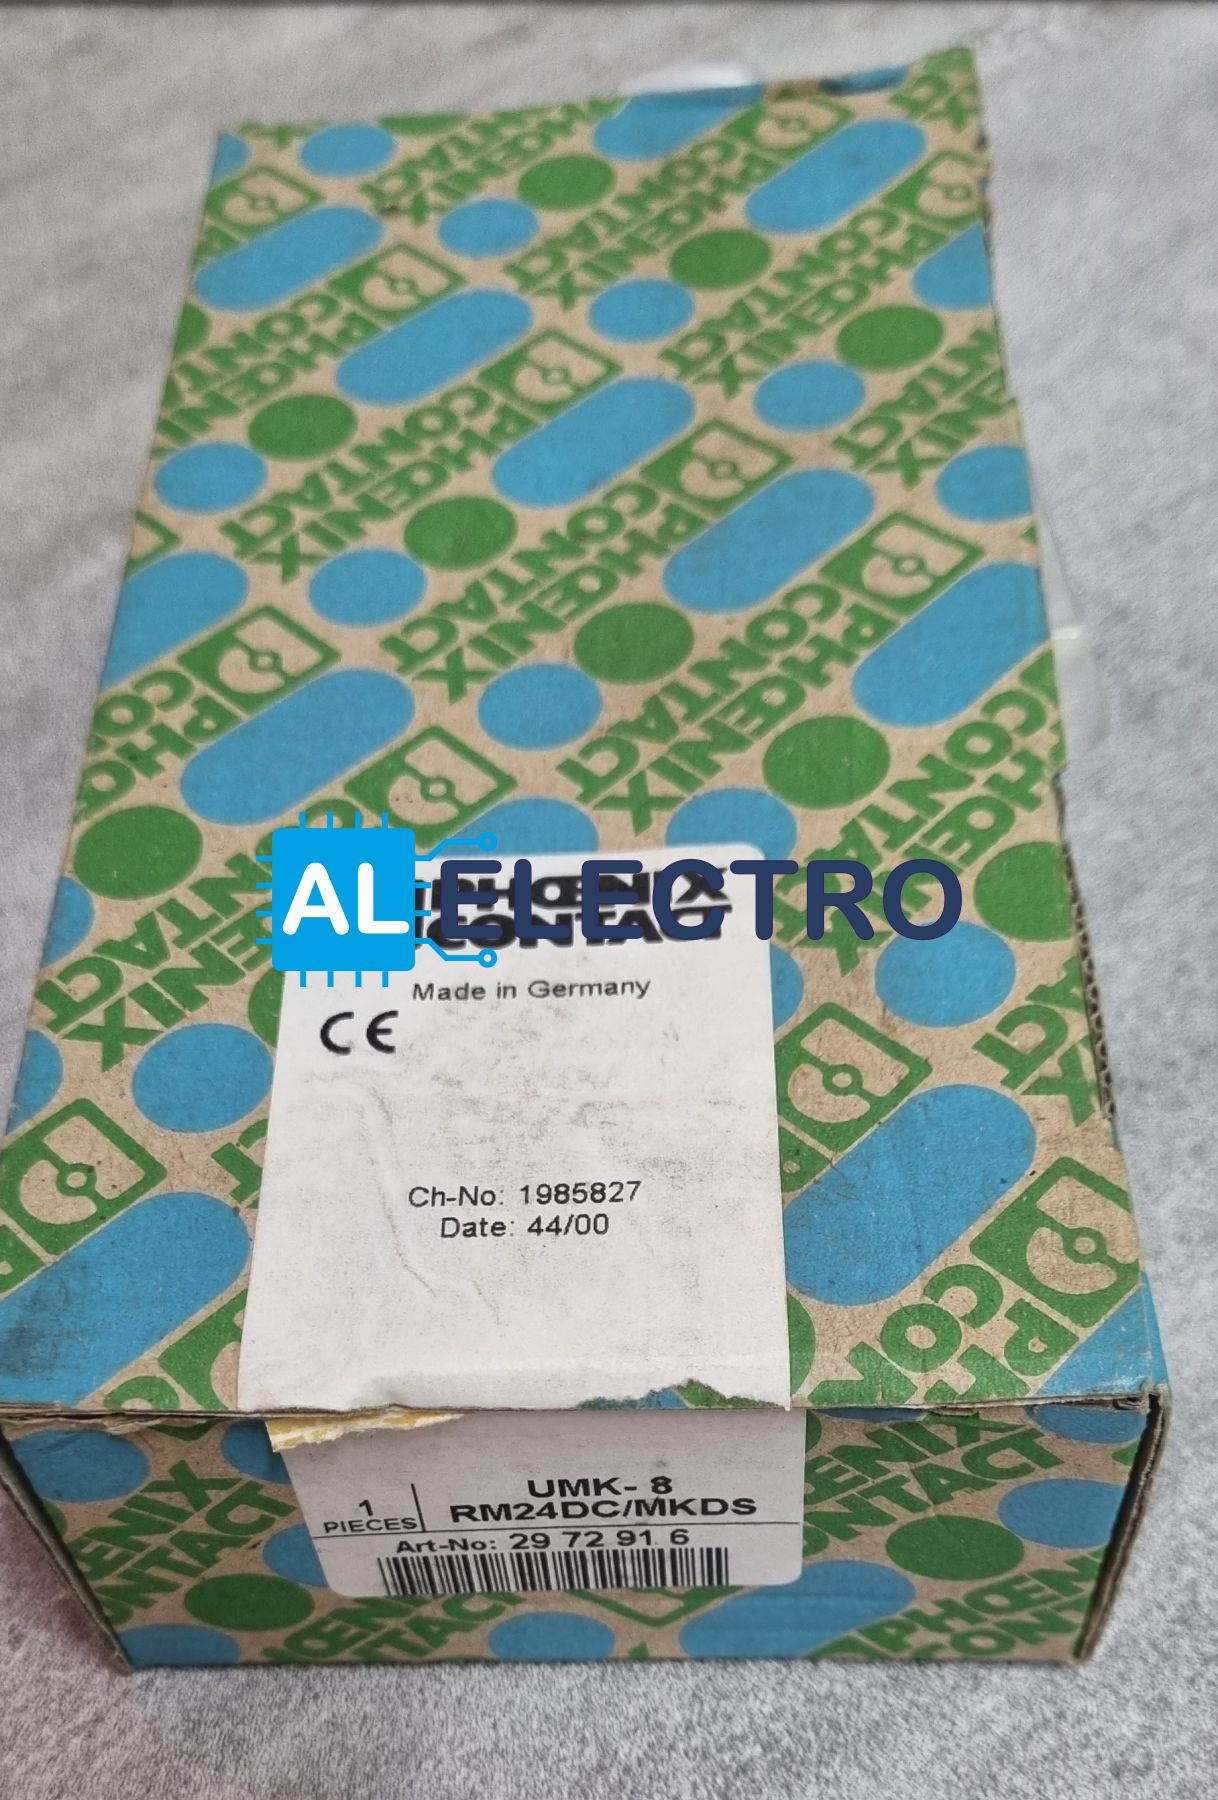 AL ELECTRO
PHŒNIX
CONTACT
Made in Germany
CE
Ch-No: 1985827
Date: 44/00
UMK- 8
RM24DC/MKDS
1
PIECES
Art-No: 29 72 91 6